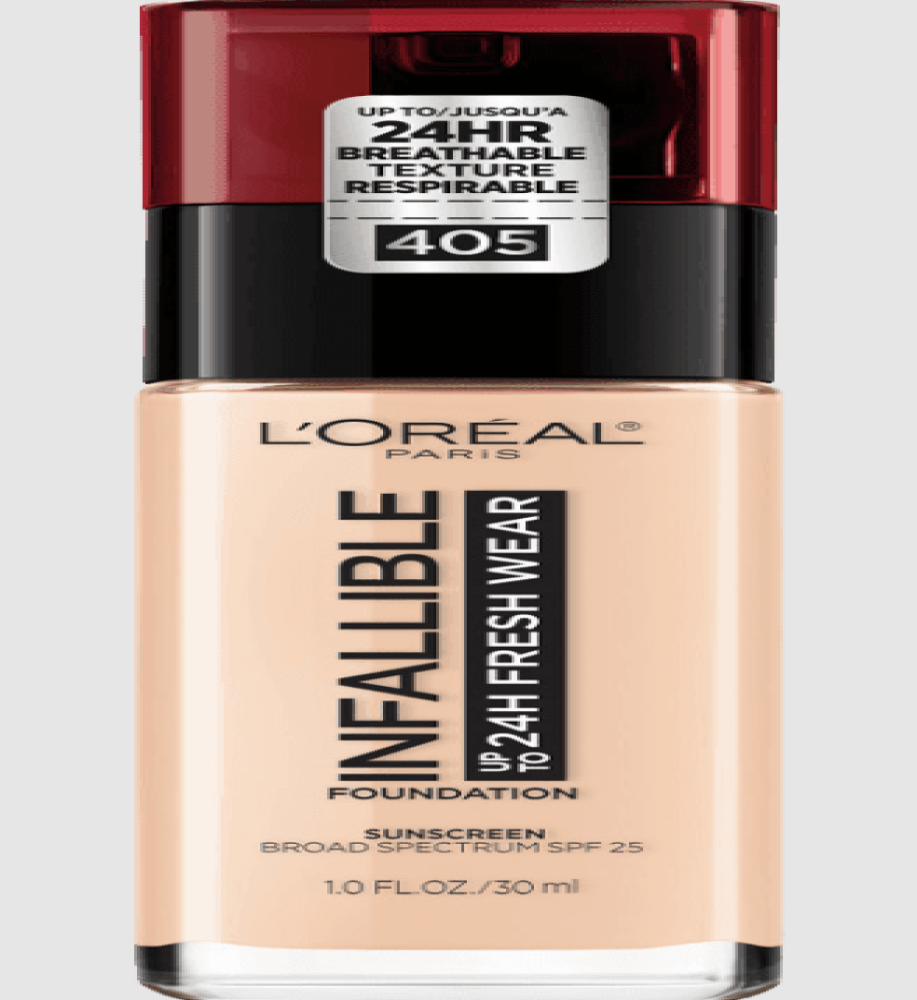 UP TO/JUSQU'A
24HR
BREATHABLE
TEXTURE
RESPIRABLE
405
L'ORÉAL®
PARIS
INFALLIBLE
UP TO 24H FRESH WEAR
FOUNDATION
SUNSCREEN
BROAD SPECTRUM SPF 25
1.0 FL.OZ./30 ml